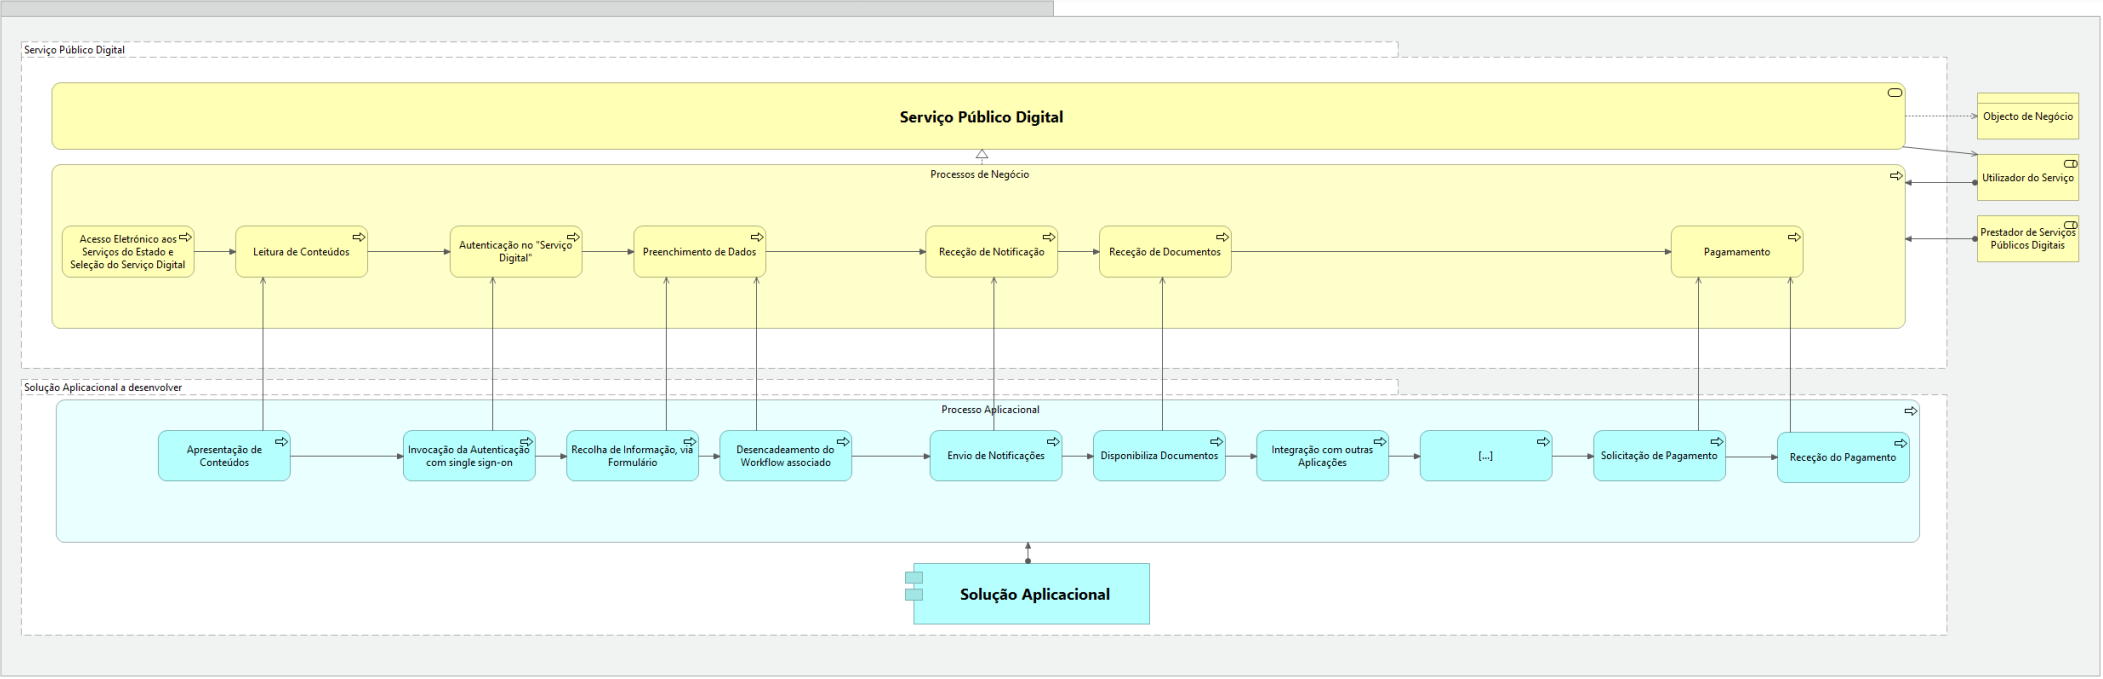 Serviço Público Digital
Serviço Público Digital
Objecto de Negócio
Processos de Negócio
Utilizador do Serviço
Prestador de Serviços
Públicos Digitais
Acesso Eletrónico aos
Serviços do Estado e
Seleção do Serviço Digital
Leitura de Conteúdos
Autenticação no "Serviço
Digital"
Preenchimento de Dados
Receção de Notificação
Receção de Documentos
Pagamamento
Solução Aplicacional a desenvolver
Processo Aplicacional
Apresentação de
Conteúdos
Invocação da Autenticação
com single sign-on
Recolha de Informação, via
Formulário
Desencadeamento do
Workflow associado
Envio de Notificações
Disponibiliza Documentos
Integração com outras
Aplicações
[...]
Solicitação de Pagamento
Receção do Pagamento
Solução Aplicacional